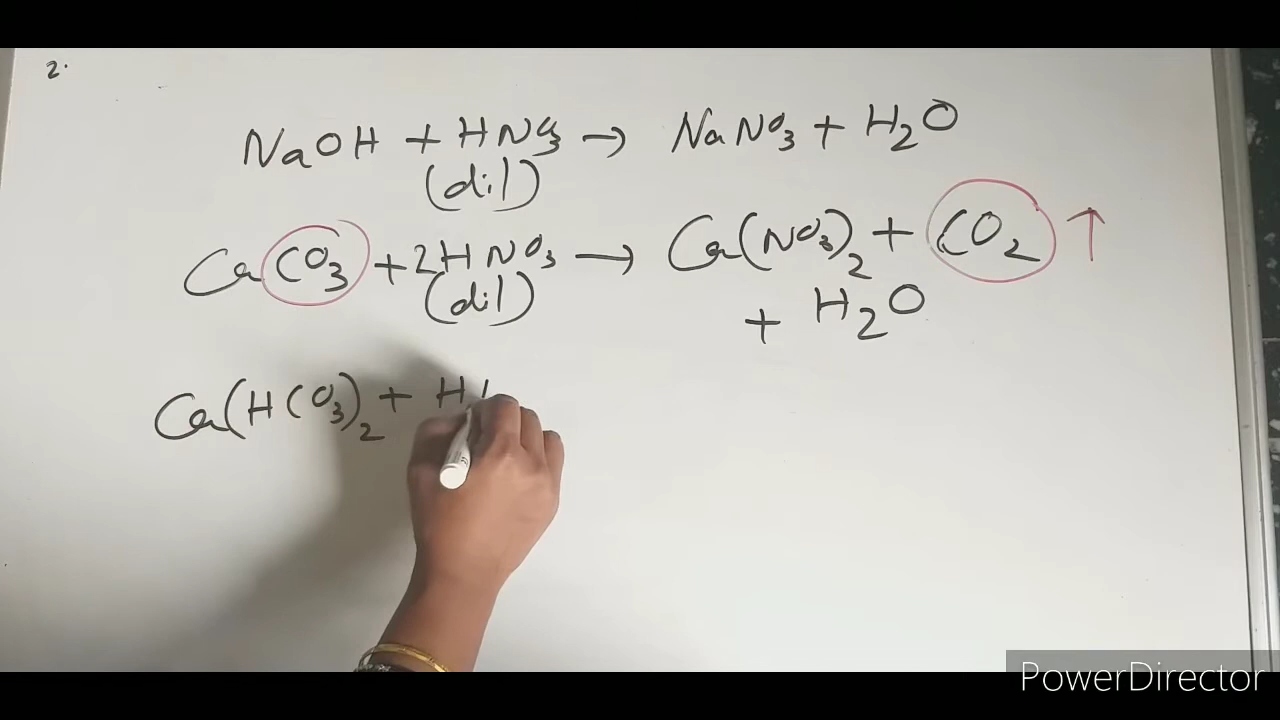 2.
NaOH + HNO3 → NaNO3 + H2O
(dil)
CaCO3 + 2HNO3 → Ca(NO3)2 + CO2 ↑
(dil)
+ H2O
Ca(HCO3)2 + H
PowerDirector